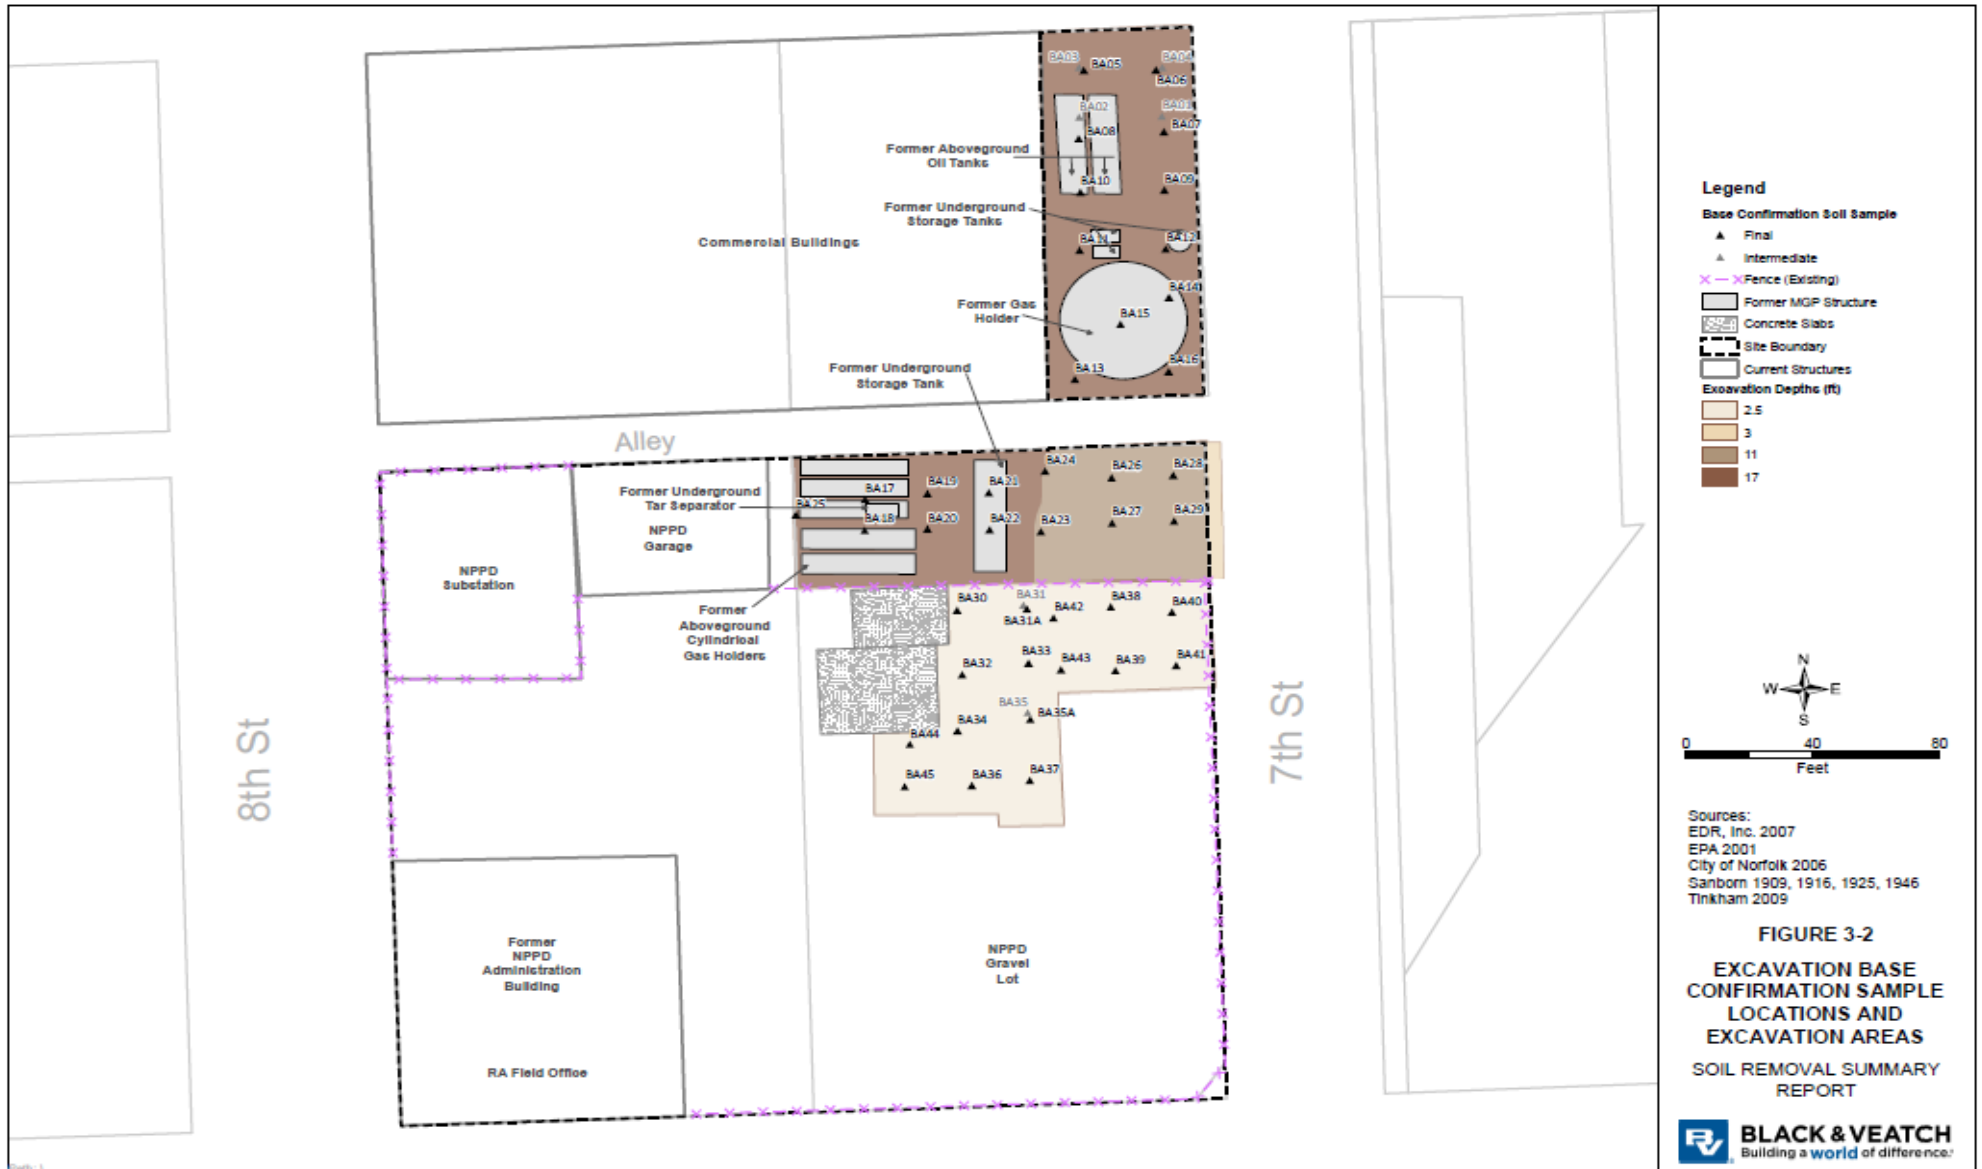 BA03
BA05
BA04
BA06
BA02
BA01
BA08
BA07
Former Aboveground
Oil Tanks
BA10
BA09
Former Underground
Storage Tanks
BA11
BA12
Commercial Buildings
BA14
Former Gas
Holder
BA15
BA13
BA16
Former Underground
Storage Tank
Alley
BA24
BA26
BA28
BA17
BA19
BA21
Former Underground
Tar Separator
BA25
BA18
BA20
BA22
BA23
BA27
BA29
NPPD
Garage
NPPD
Substation
Former
Aboveground
Cylindrical
Gas Holders
BA30
BA31
BA31A
BA42
BA38
BA40
BA32
BA33
BA43
BA39
BA41
BA35
BA35A
BA34
BA44
BA45
BA36
BA37
8th St
7th St
Former
NPPD
Administration
Building
RA Field Office
NPPD
Gravel
Lot
Legend
Base Confirmation Soil Sample
Final
Intermediate
Fence (Existing)
Former MGP Structure
Concrete Slabs
Site Boundary
Current Structures
Excavation Depths (ft)
2.5
3
11
17
N
W E
S
0 40 80
Feet
Sources:
EDR, Inc. 2007
EPA 2001
City of Norfolk 2006
Sanborn 1909, 1916, 1925, 1946
Tinkham 2009
FIGURE 3-2
EXCAVATION BASE
CONFIRMATION SAMPLE
LOCATIONS AND
EXCAVATION AREAS
SOIL REMOVAL SUMMARY
REPORT
BV
BLACK & VEATCH
Building a world of difference.